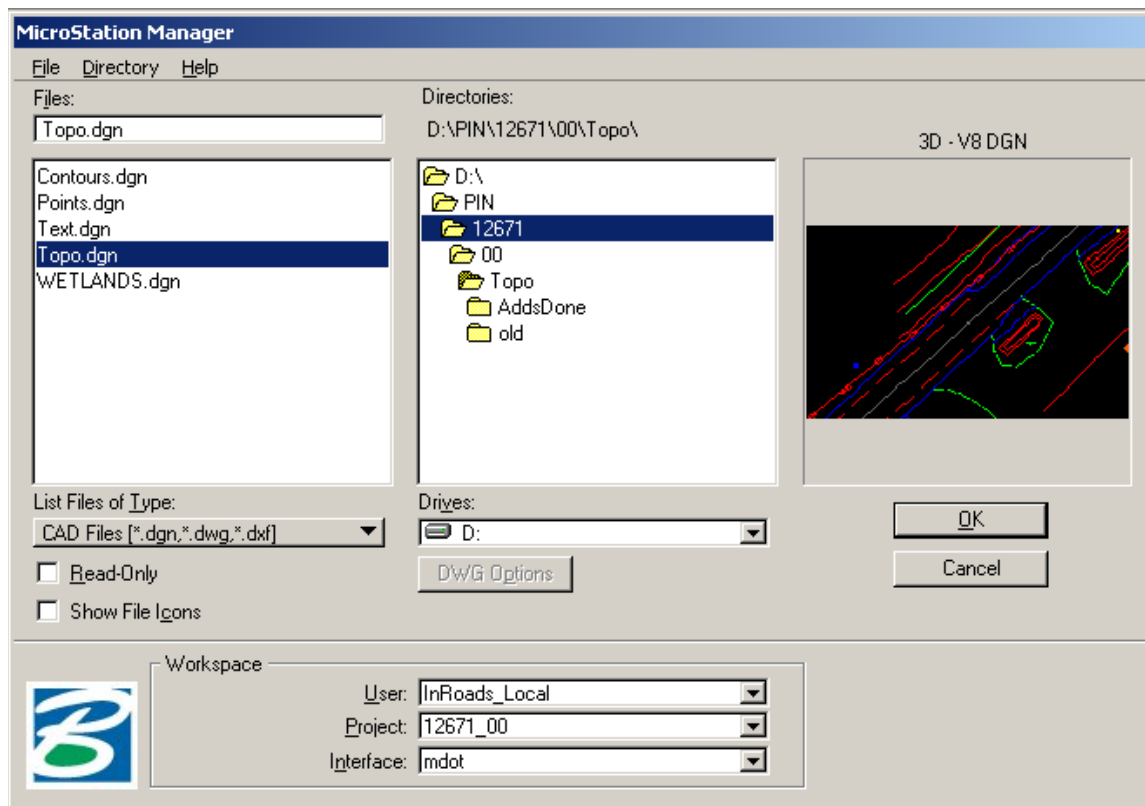 MicroStation Manager
File Directory Help
Files:
Topo.dgn
Contours.dgn
Points.dgn
Text.dgn
Topo.dgn
WETLANDS.dgn
List Files of Type:
CAD Files [*.dgn,*.dwg,*.dxf]
Read-Only
Show File Icons
Directories:
D:\PIN\12671\00\Topo\
D:\
PIN
12671
00
Topo
AddsDone
old
Drives:
D:
DWG Options
3D - V8 DGN
OK
Cancel
Workspace
User: InRoads_Local
Project: 12671_00
Interface: mdot